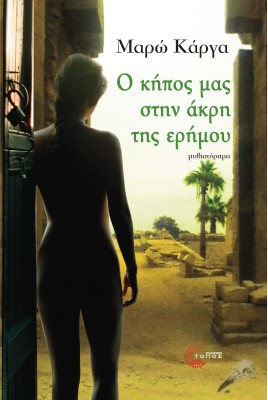 Μαρώ Κάργα
Ο κήπος μας
στην άκρη
της ερήμου
μυθιστόρημα
ΤΟΠΟΣ